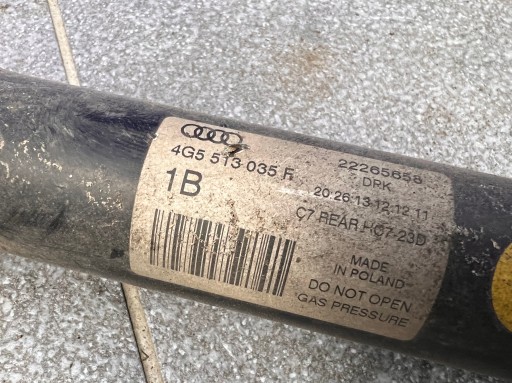 4G5 513 035 F
1B
22265658
DPK
20:26:13 12.12.11
C7 REAR HC7-23D
MADE
IN POLAND
DO NOT OPEN
GAS PRESSURE